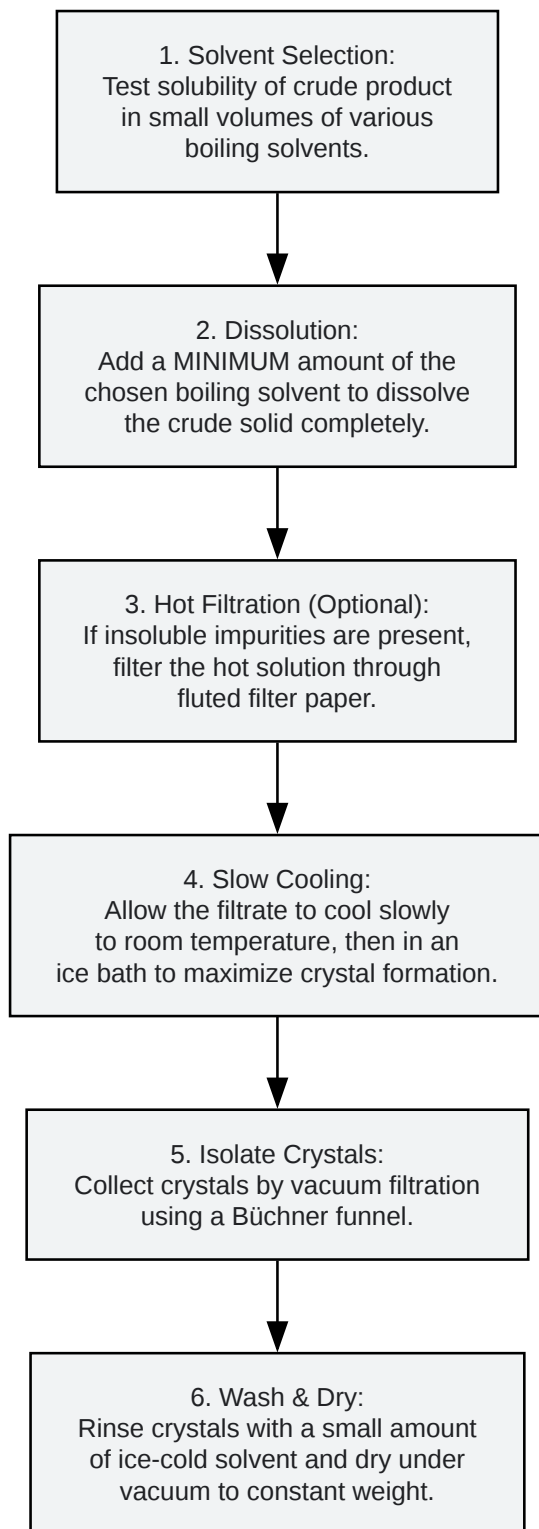 1. Solvent Selection:
Test solubility of crude product
in small volumes of various
boiling solvents.
2. Dissolution:
Add a MINIMUM amount of the
chosen boiling solvent to dissolve
the crude solid completely.
3. Hot Filtration (Optional):
If insoluble impurities are present,
filter the hot solution through
fluted filter paper.
4. Slow Cooling:
Allow the filtrate to cool slowly
to room temperature, then in an
ice bath to maximize crystal formation.
5. Isolate Crystals:
Collect crystals by vacuum filtration
using a Büchner funnel.
6. Wash & Dry:
Rinse crystals with a small amount
of ice-cold solvent and dry under
vacuum to constant weight.